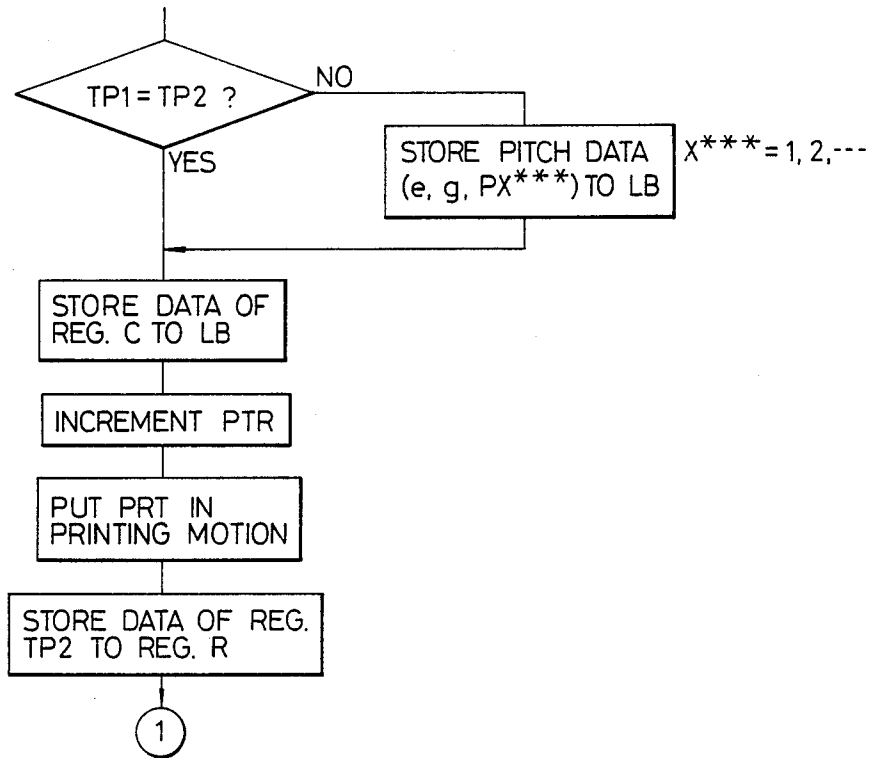 TP1=TP2 ?
NO
YES
STORE PITCH DATA
(e, g, PX***) TO LB
X***=1, 2,---
STORE DATA OF
REG. C TO LB
INCREMENT PTR
PUT PRT IN
PRINTING MOTION
STORE DATA OF REG.
TP2 TO REG. R
1